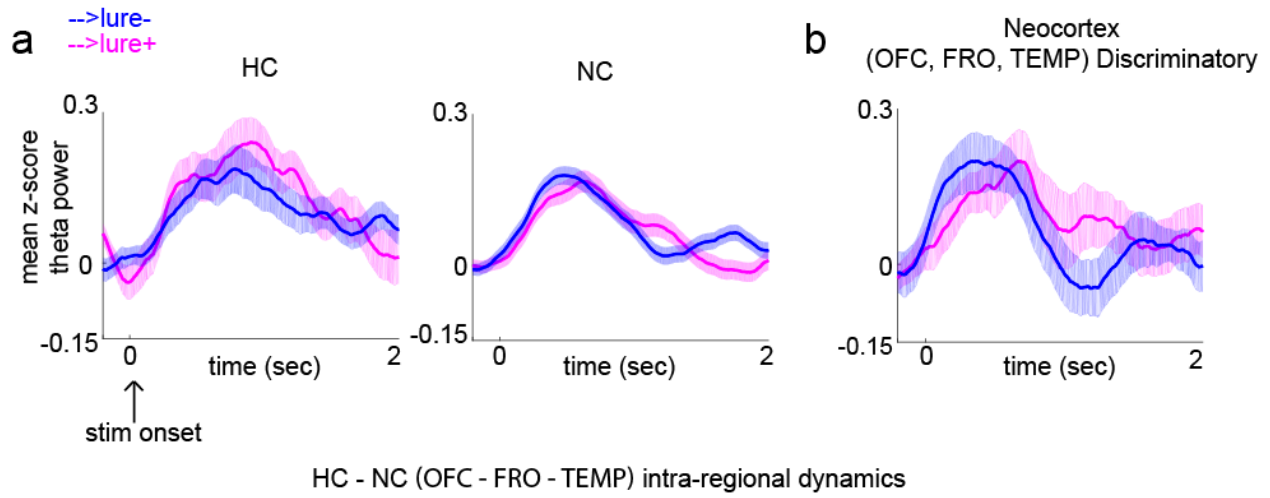 -->lure-
-->lure+
a
HC
NC
b
Neocortex
(OFC, FRO, TEMP) Discriminatory
mean z-score
theta power
0.3
0
-0.15
0
2
time (sec)
stim onset
0.3
0
-0.15
0
2
time (sec)
0.3
0
-0.15
0
2
time (sec)
HC - NC (OFC - FRO - TEMP) intra-regional dynamics